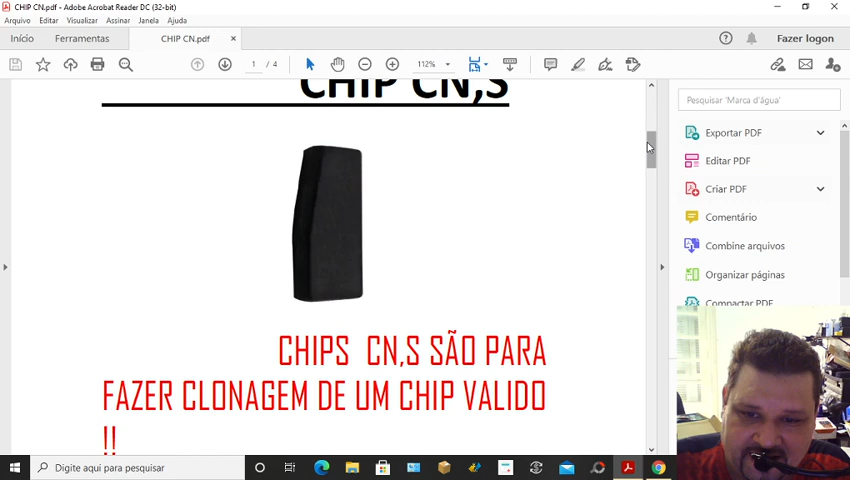 CHIP CN.pdf - Adobe Acrobat Reader DC (32-bit)
Arquivo Editar Visualizar Assinar Janela Ajuda
Início Ferramentas CHIP CN.pdf × Fazer logon
1 / 4 112%
CHIP CN,S
Pesquisar 'Marca d'água'
Exportar PDF
Editar PDF
Criar PDF
Comentário
Combine arquivos
Organizar páginas
Compactar PDF
CHIPS CN,S SÃO PARA
FAZER CLONAGEM DE UM CHIP VALIDO
!!
Digite aqui para pesquisar